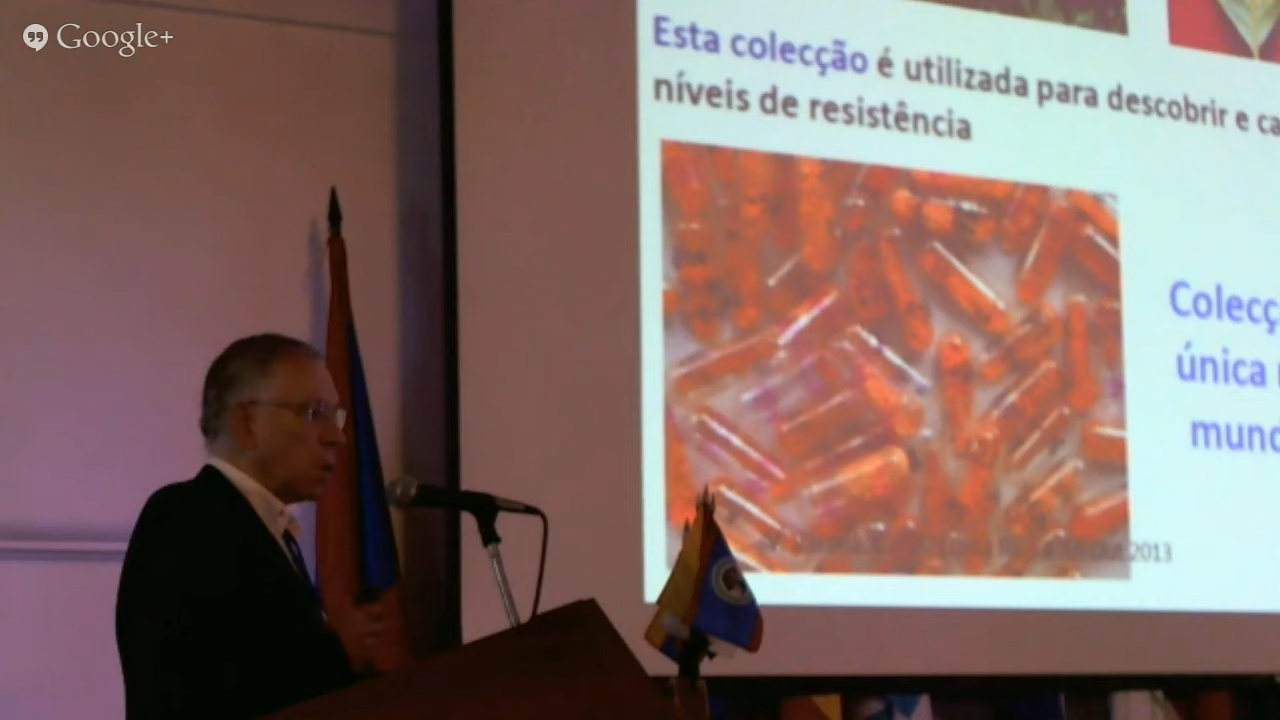 Google+
Esta colecção é utilizada para descobrir e ca
níveis de resistência
Colecç
única
mund
2013